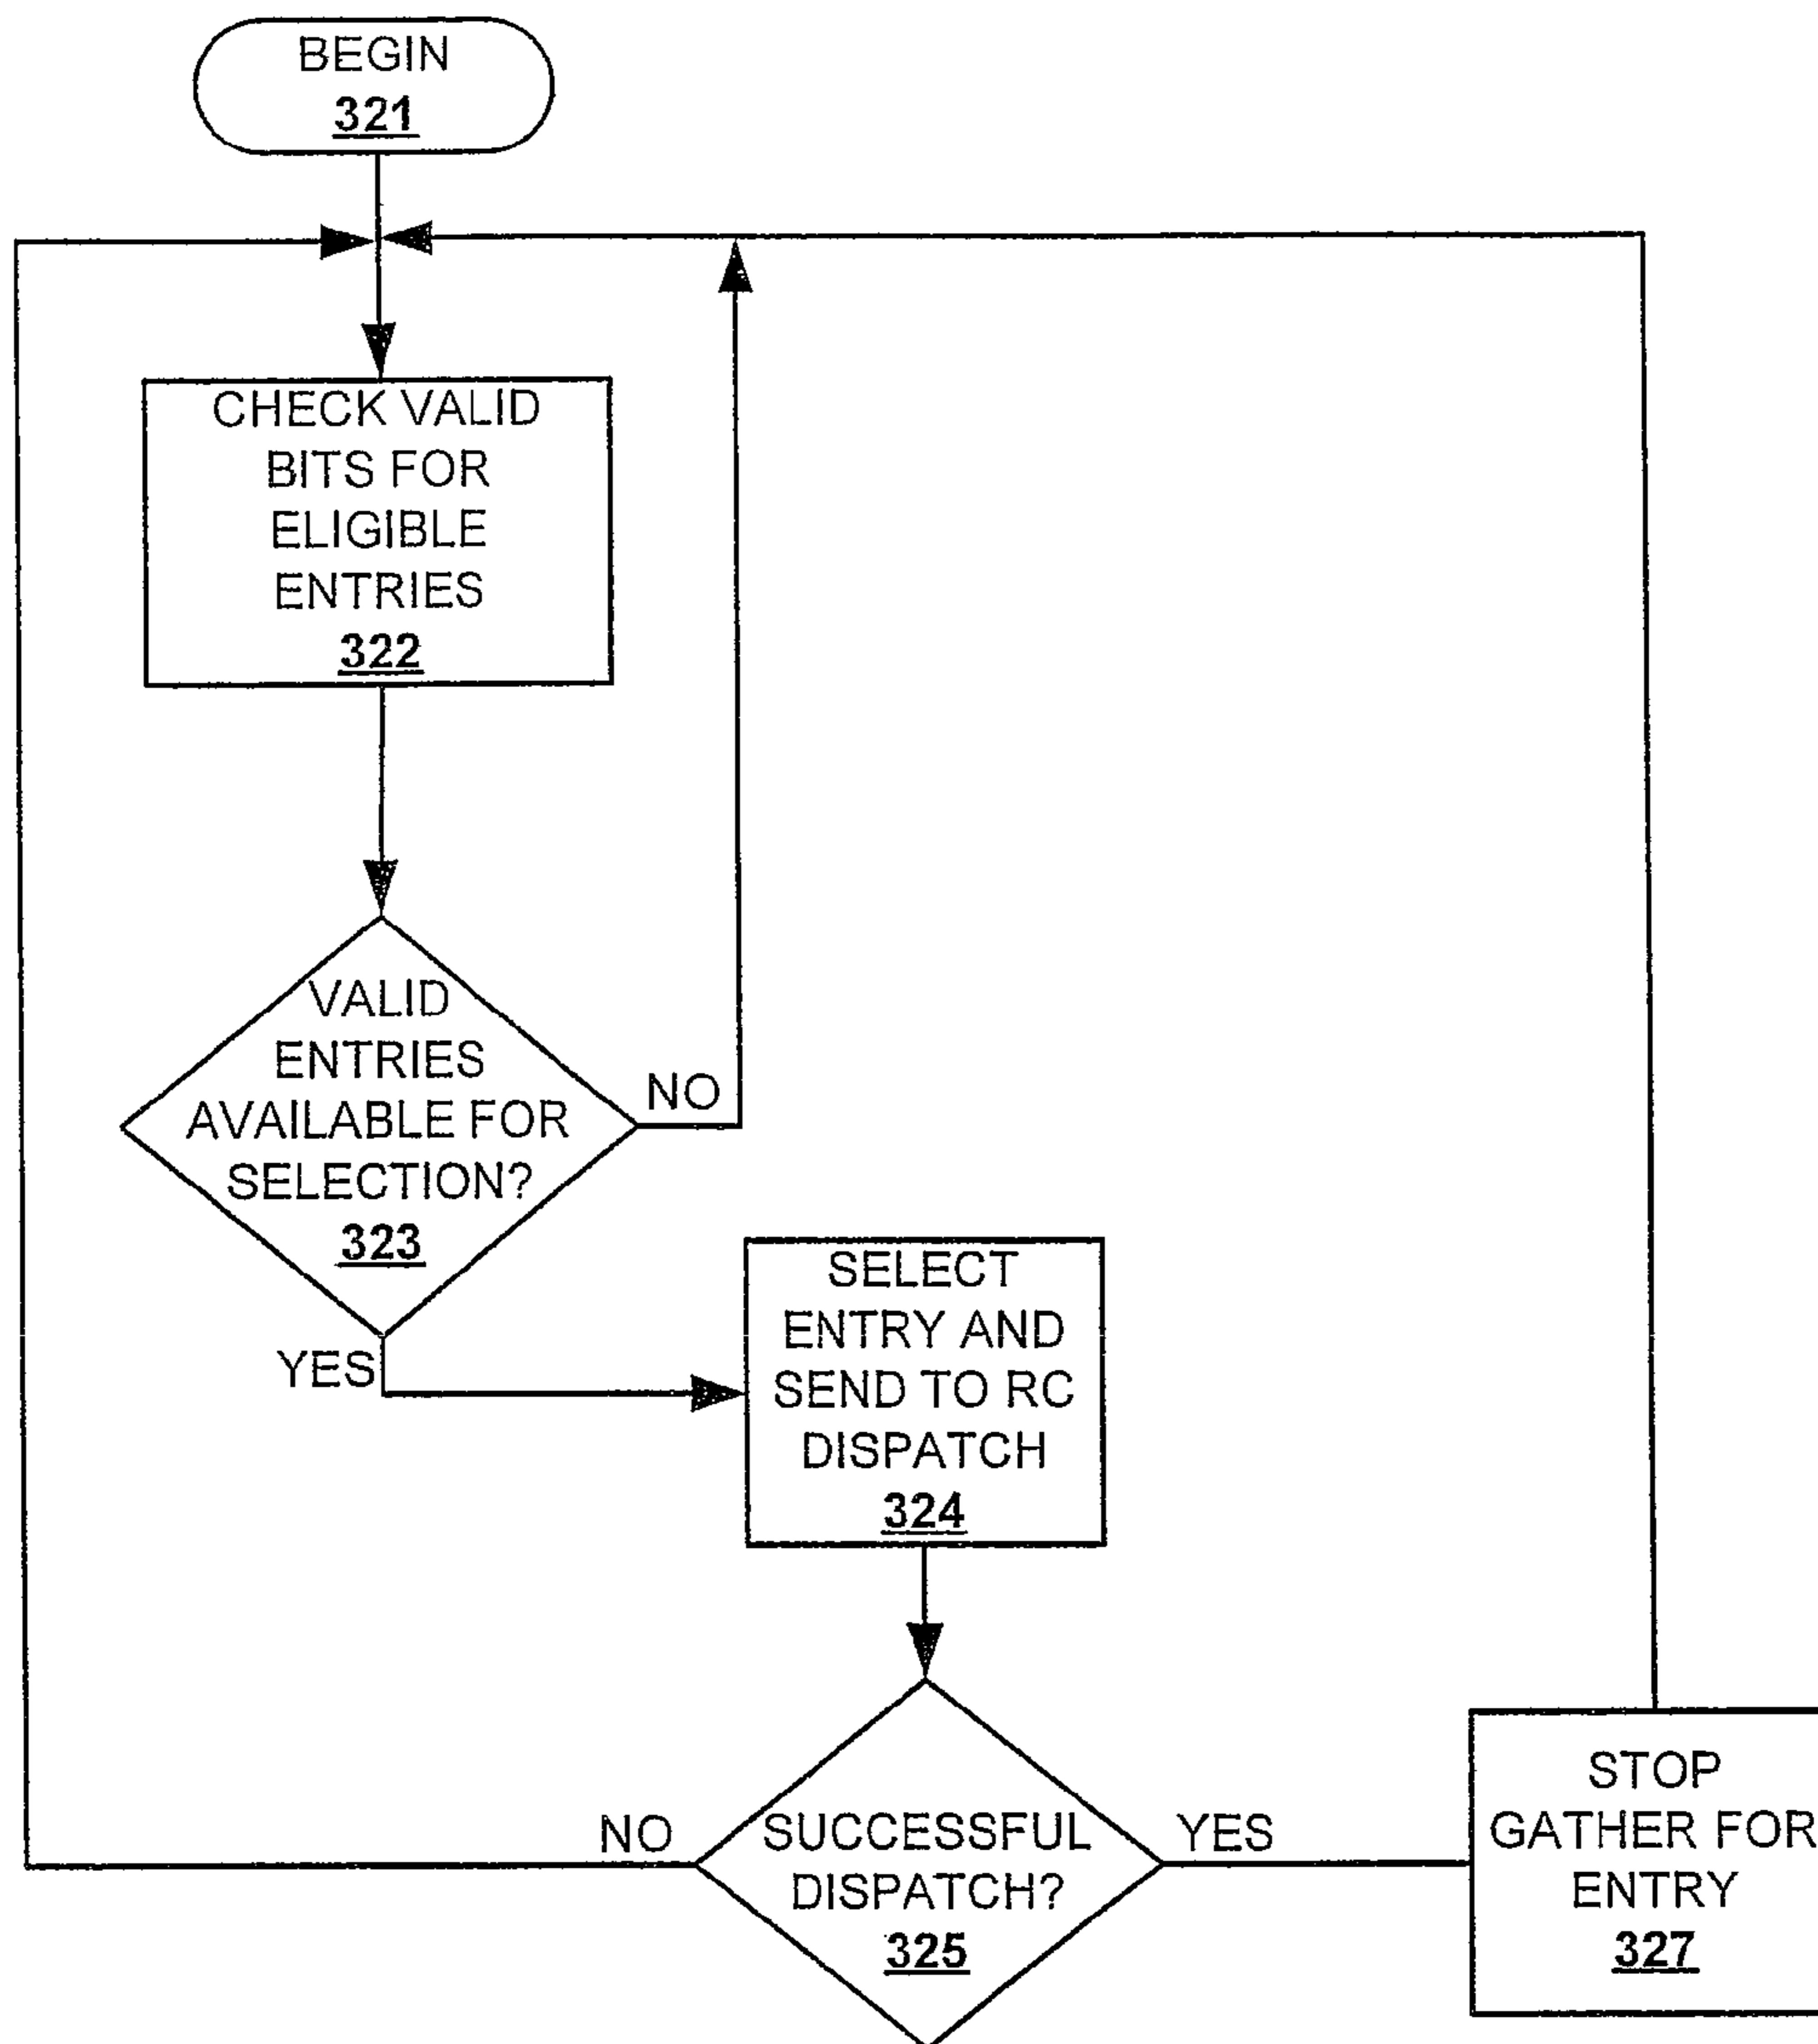 BEGIN
321
CHECK VALID
BITS FOR
ELIGIBLE
ENTRIES
322
VALID
ENTRIES
AVAILABLE FOR
SELECTION?
323
NO
YES
SELECT
ENTRY AND
SEND TO RC
DISPATCH
324
NO
SUCCESSFUL
DISPATCH?
325
YES
STOP
GATHER FOR
ENTRY
327